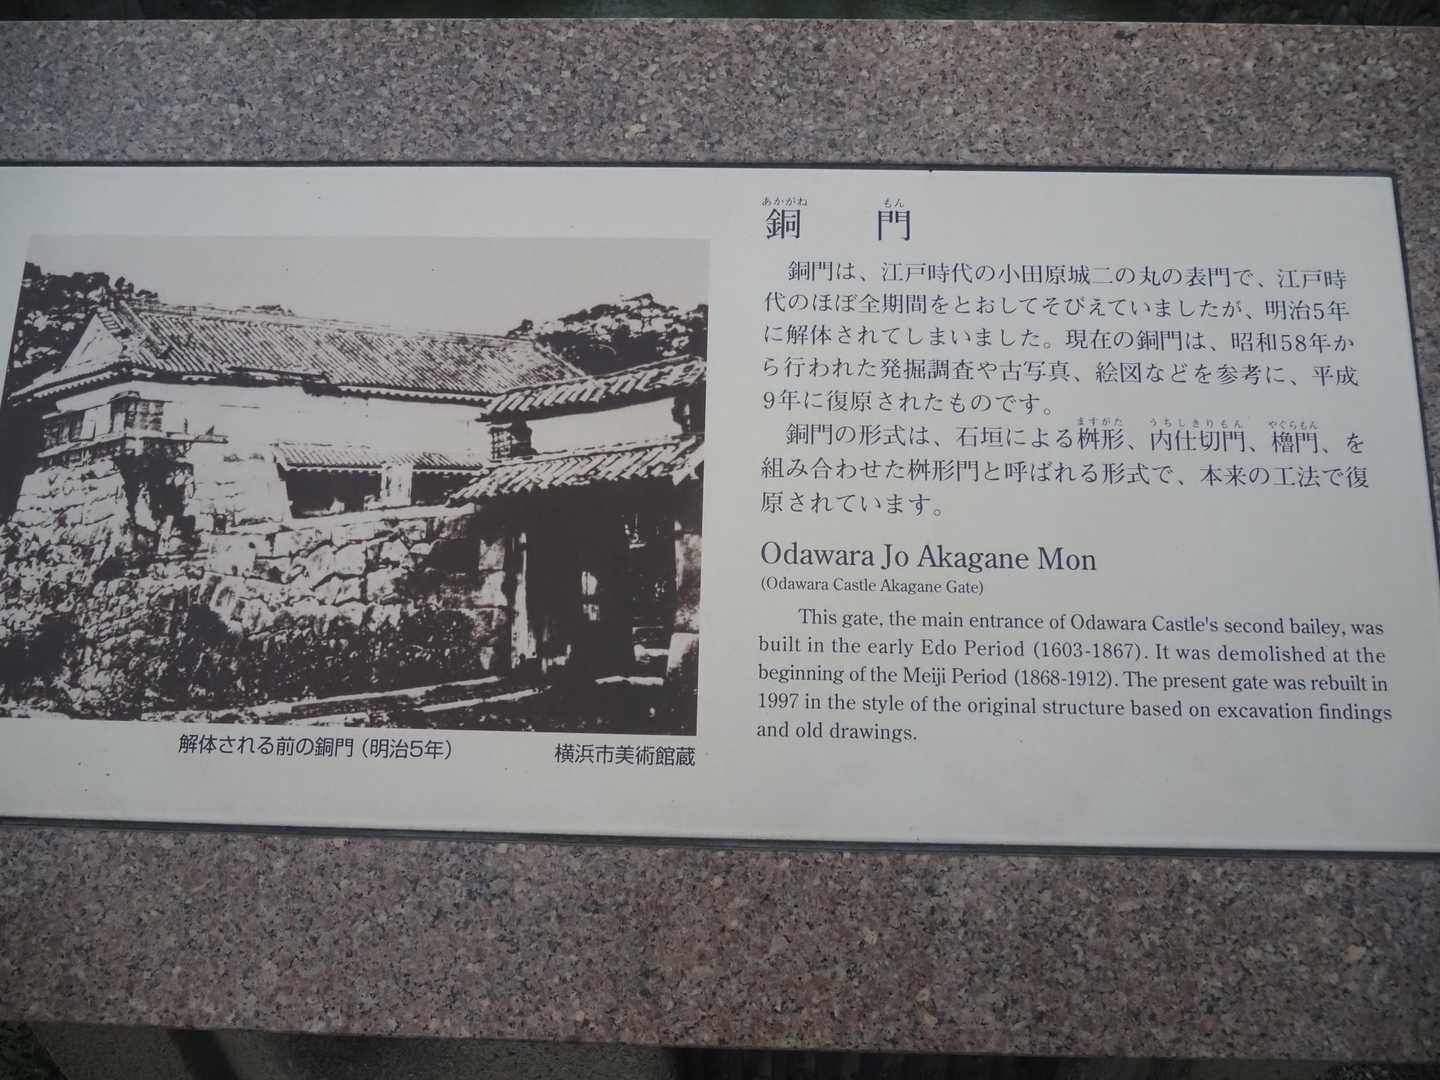 あかがね もん
銅 門
銅門は、江戸時代の小田原城二の丸の表門で、江戸時
代のほぼ全期間をとおしてそびえていましたが、明治5年
に解体されてしまいました。現在の銅門は、昭和58年か
ら行われた発掘調査や古写真、絵図などを参考に、平成
9年に復原されたものです。
ますがた うちしきりもん やぐらもん
銅門の形式は、石垣による桝形、内仕切門、櫓門、を
組み合わせた桝形門と呼ばれる形式で、本来の工法で復
原されています。
Odawara Jo Akagane Mon
(Odawara Castle Akagane Gate)
This gate, the main entrance of Odawara Castle's second bailey, was
built in the early Edo Period (1603-1867). It was demolished at the
beginning of the Meiji Period (1868-1912). The present gate was rebuilt in
1997 in the style of the original structure based on excavation findings
and old drawings.
解体される前の銅門（明治5年） 横浜市美術館蔵